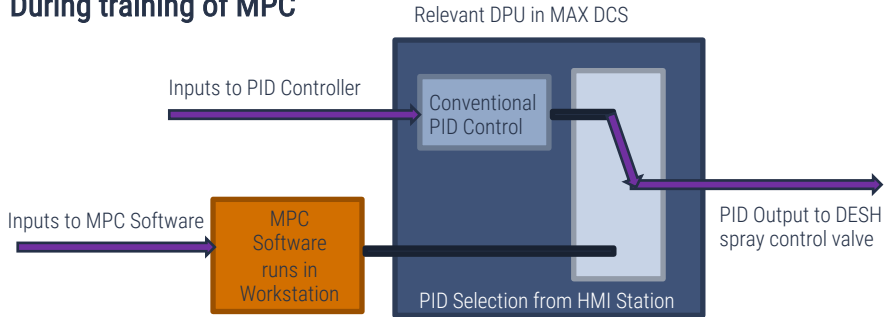 During training of MPC
Relevant DPU in MAX DCS
Inputs to PID Controller
Conventional
PID Control
Inputs to MPC Software
MPC
Software
runs in
Workstation
PID Output to DESH
spray control valve
PID Selection from HMI Station